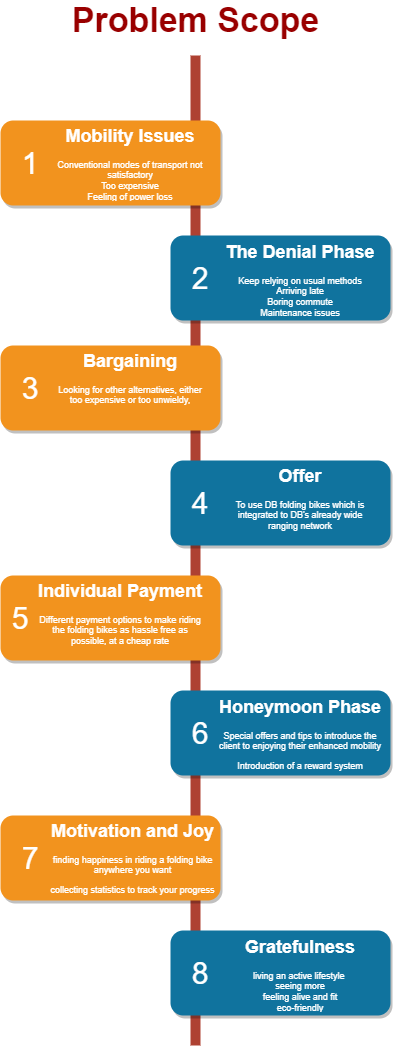 Problem Scope
Mobility Issues
1
Conventional modes of transport not
satisfactory
Too expensive
Feeling of power loss
The Denial Phase
2
Keep relying on usual methods
Arriving late
Boring commute
Maintenance issues
Bargaining
3
Looking for other alternatives, either
too expensive or too unwieldy,
Offer
4
To use DB folding bikes which is
integrated to DB's already wide
ranging network
Individual Payment
5
Different payment options to make riding
the folding bikes as hassle free as
possible, at a cheap rate
Honeymoon Phase
6
Special offers and tips to introduce the
client to enjoying their enhanced mobility
Introduction of a reward system
Motivation and Joy
7
finding happiness in riding a folding bike
anywhere you want
collecting statistics to track your progress
Gratefulness
8
living an active lifestyle
seeing more
feeling alive and fit
eco-friendly